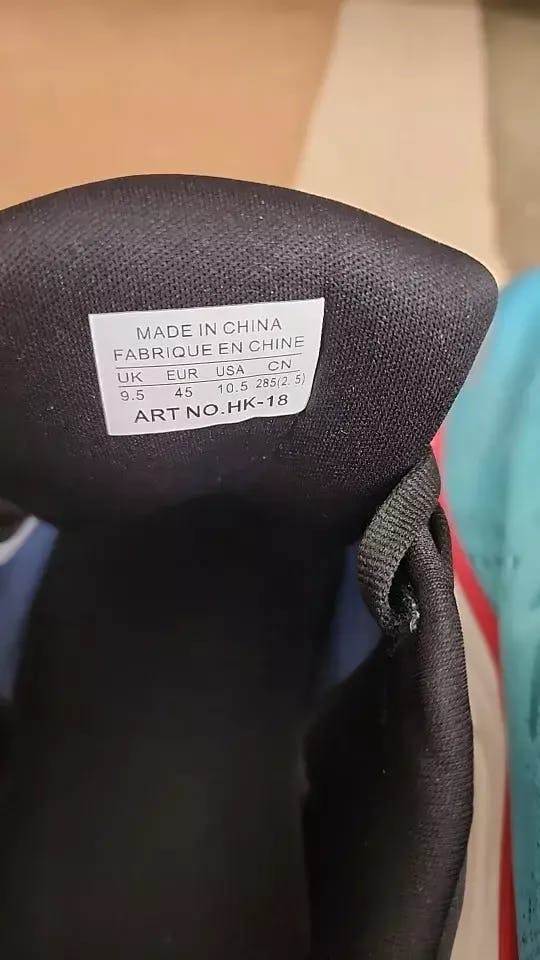 MADE IN CHINA
FABRIQUE EN CHINE
UK EUR USA CN
9.5 45 10.5 285(2.5)
ART NO.HK-18